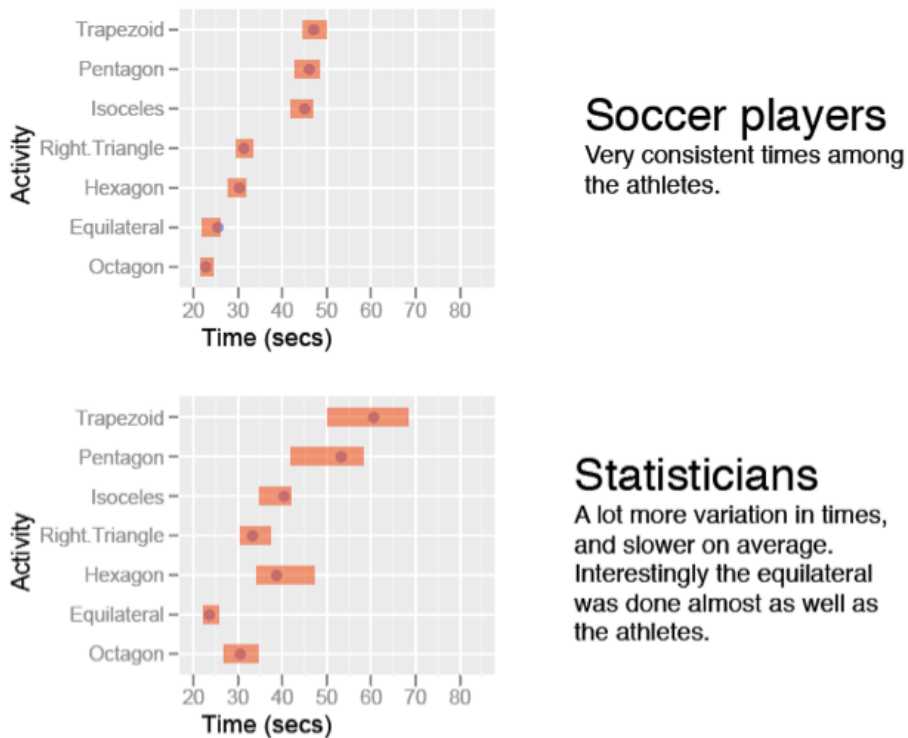 Trapezoid
Pentagon
Isoceles
Right.Triangle
Hexagon
Equilateral
Octagon
Activity
20 30 40 50 60 70 80
Time (secs)
Soccer players
Very consistent times among
the athletes.
Trapezoid
Pentagon
Isoceles
Right.Triangle
Hexagon
Equilateral
Octagon
Activity
20 30 40 50 60 70 80
Time (secs)
Statisticians
A lot more variation in times,
and slower on average.
Interestingly the equilateral
was done almost as well as
the athletes.